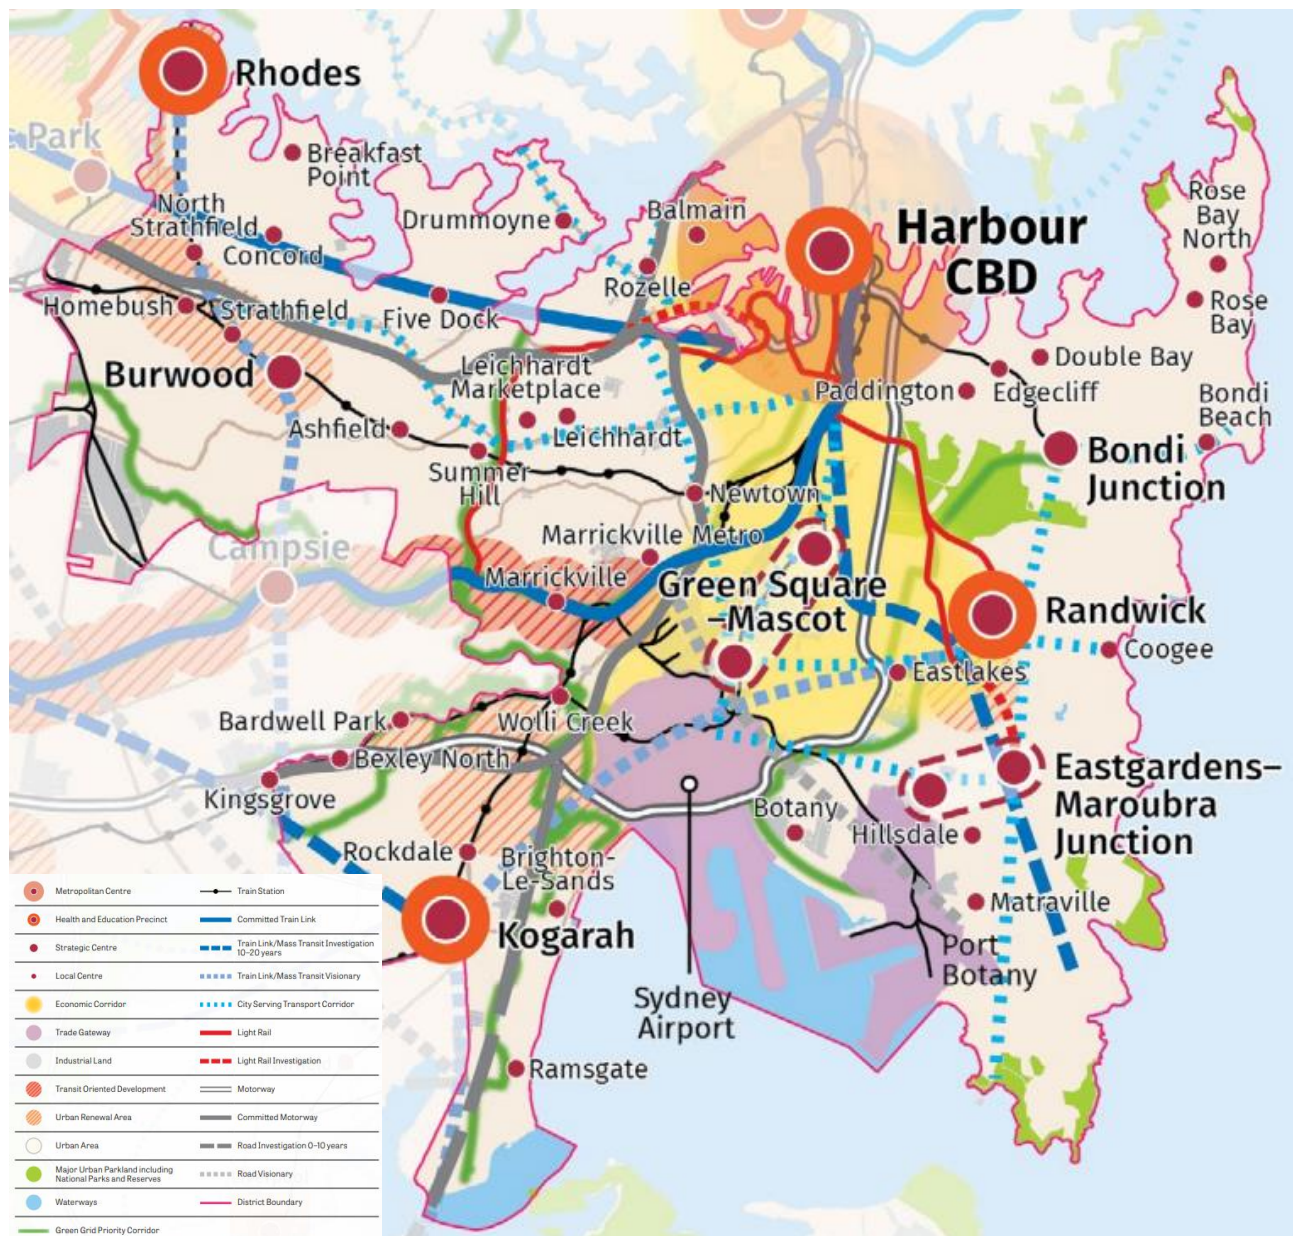 Rhodes
Park
Breakfast
Point
North
Strathfield
Concord
Drummoyne
Balmain
Harbour
CBD
Rose
Bay
North
Rozelle
Homebush
Strathfield
Five Dock
Rose
Bay
Burwood
Leichhardt
Marketplace
Double Bay
Paddington
Edgecliff
Bondi
Beach
Ashfield
Leichhardt
Bondi
Junction
Summer
Hill
Newtown
Campsie
Marrickville Metro
Marrickville
Green Square
–Mascot
Randwick
Coogee
Eastlakes
Bardwell Park
Wolli Creek
Bexley North
Kingsgrove
Eastgardens–
Maroubra
Junction
Botany
Hillsdale
Rockdale
Brighton-
Le-Sands
Kogarah
Matraville
Port
Botany
Sydney
Airport
Ramsgate
Metropolitan Centre
Health and Education Precinct
Strategic Centre
Local Centre
Economic Corridor
Trade Gateway
Industrial Land
Transit Oriented Development
Urban Renewal Area
Urban Area
Major Urban Parkland including
National Parks and Reserves
Waterways
Green Grid Priority Corridor
Train Station
Committed Train Link
Train Link/Mass Transit Investigation
10–20 years
Train Link/Mass Transit Visionary
City Serving Transport Corridor
Light Rail
Light Rail Investigation
Motorway
Committed Motorway
Road Investigation 0–10 years
Road Visionary
District Boundary